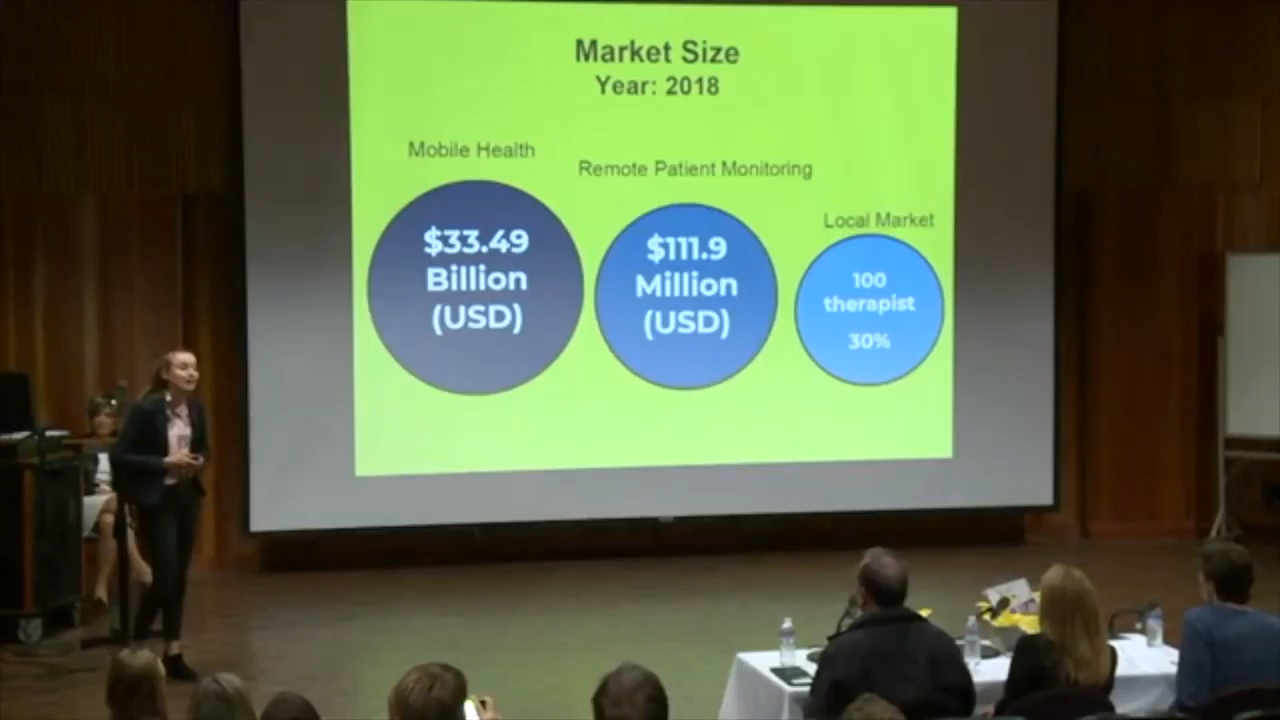 Market Size
Year: 2018
Mobile Health
Remote Patient Monitoring
Local Market
$33.49
Billion
(USD)
$111.9
Million
(USD)
100
therapist
30%